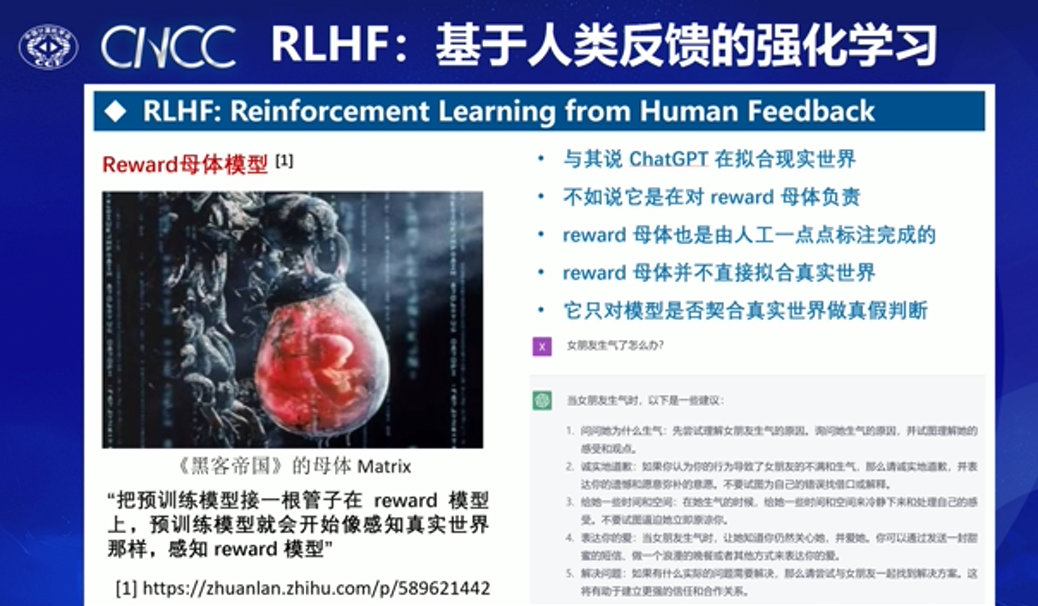 CNCC
RLHF：基于人类反馈的强化学习
◆ RLHF: Reinforcement Learning from Human Feedback
Reward母体模型 [1]
《黑客帝国》的母体 Matrix
“把预训练模型接一根管子在 reward 模型
上，预训练模型就会开始像感知真实世界
那样，感知 reward 模型”
[1] https://zhuanlan.zhihu.com/p/589621442
• 与其说 ChatGPT 在拟合现实世界
• 不如说它是在对 reward 母体负责
• reward 母体也是由人工一点点标注完成的
• reward 母体并不直接拟合真实世界
• 它只对模型是否契合真实世界做真假判断
X 女朋友生气了怎么办?
当女朋友生气时，以下是一些建议：
1. 问问她为什么生气：先尝试理解女朋友生气的原因。询问她生气的原因，并试图理解她的
感受和观点。
2. 诚实地道歉：如果你认为你的行为导致了女朋友的不满和生气，那么请诚实地道歉，并表
达你的遗憾和愿意弥补的意愿。不要试图为自己的错误找借口或解释。
3. 给她一些时间和空间：在她生气的时候，给她一些时间和空间来冷静下来和处理自己的感
受。不要试图逼迫她立即原谅你。
4. 表达你的爱：当女朋友生气时，让她知道你仍然关心她，并爱她。你可以通过发送一封甜
蜜的短信、做一个浪漫的晚餐或者其他方式来表达你的爱。
5. 解决问题：如果有什么实际的问题需要解决，那么请尝试与女朋友一起找到解决方案。这
将有助于建立更强的信任和合作关系。